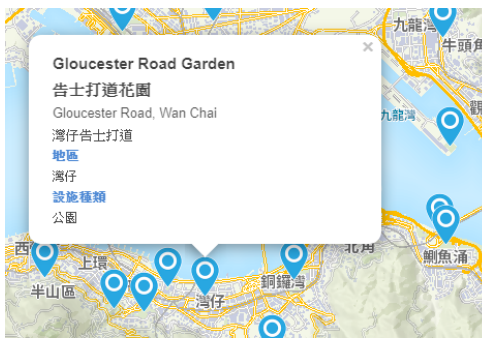 九龍
牛頭角
Gloucester Road Garden
告士打道花園
Gloucester Road, Wan Chai
灣仔告士打道
地區
灣仔
設施種類
公園
九龍灣
觀
西
上環
半山區
灣仔
銅鑼灣
北角
鰂魚涌